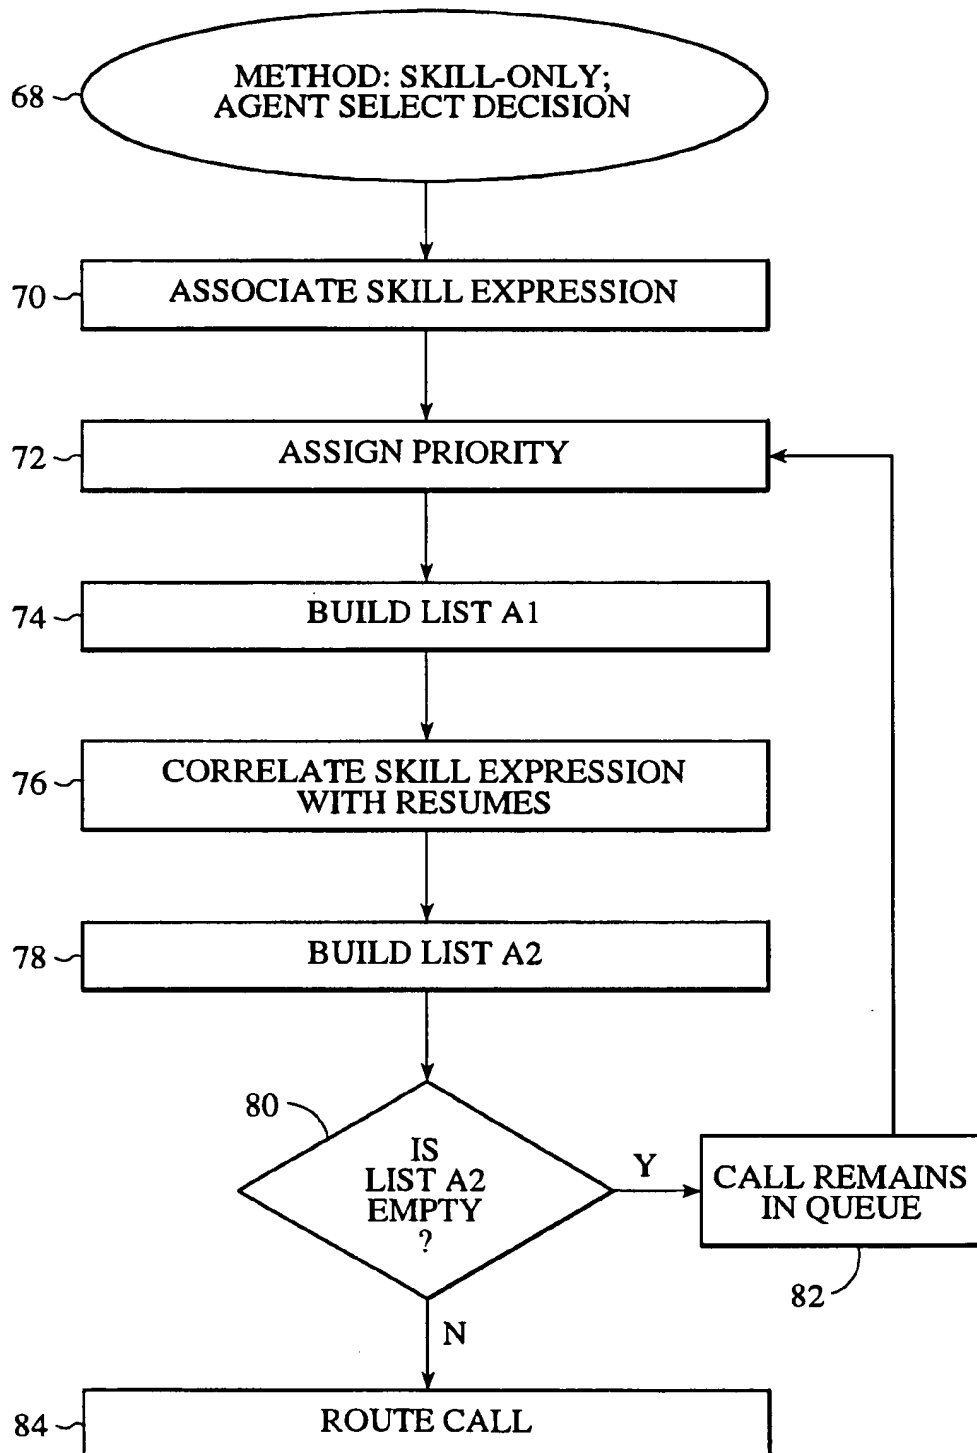 METHOD: SKILL-ONLY;
68 AGENT SELECT DECISION
70 ASSOCIATE SKILL EXPRESSION
72 ASSIGN PRIORITY
74 BUILD LIST A1
76 CORRELATE SKILL EXPRESSION
WITH RESUMES
78 BUILD LIST A2
80
IS
LIST A2
EMPTY
?
Y
CALL REMAINS
IN QUEUE
82
N
84 ROUTE CALL